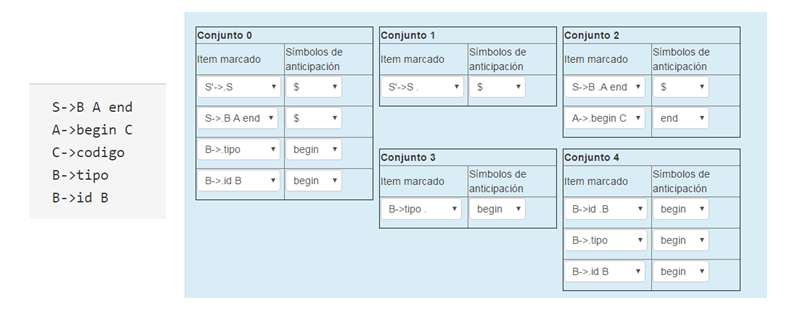 S->B A end
A->begin C
C->codigo
B->tipo
B->id B
Conjunto 0
Item marcado Símbolos de anticipación
S'->.S $
S->.B A end $
B->.tipo begin
B->.id B begin
Conjunto 1
Item marcado Símbolos de anticipación
S'->S . $
Conjunto 2
Item marcado Símbolos de anticipación
S->B .A end $
A->.begin C end
Conjunto 3
Item marcado Símbolos de anticipación
B->tipo . begin
Conjunto 4
Item marcado Símbolos de anticipación
B->id .B begin
B->.tipo begin
B->.id B begin